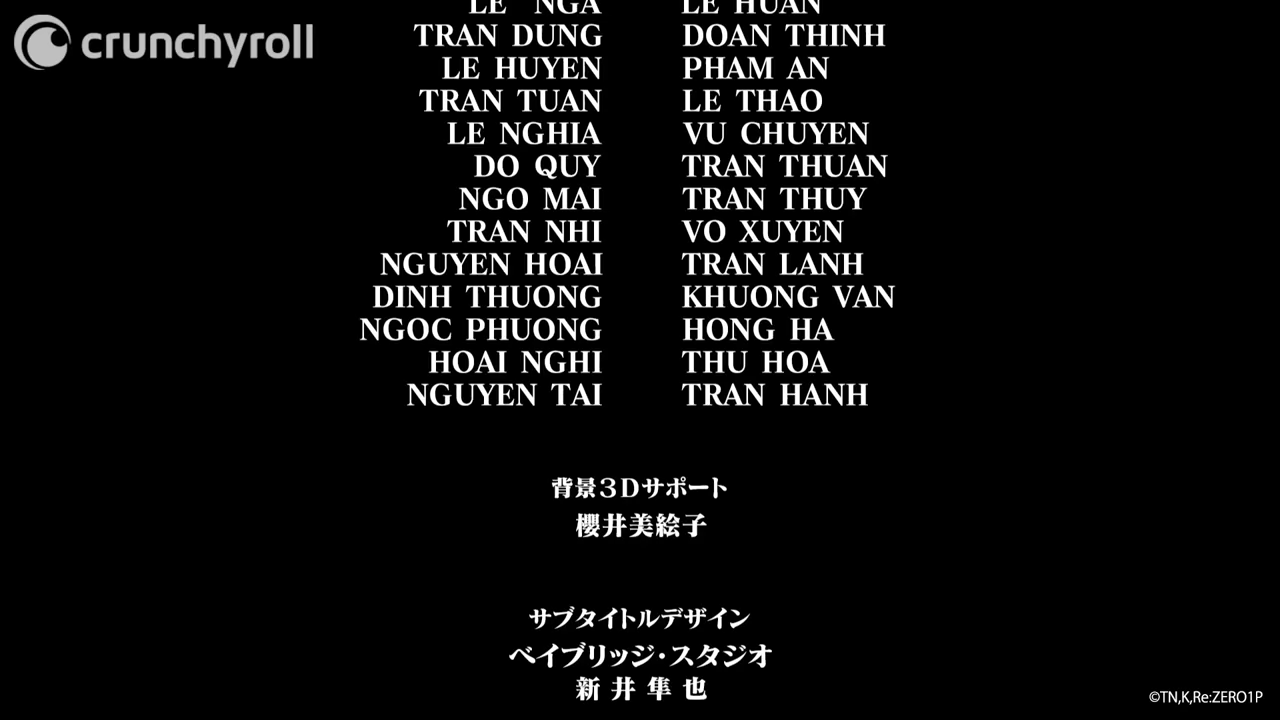 crunchyroll
LE NGA LE HUAN
TRAN DUNG DOAN THINH
LE HUYEN PHAM AN
TRAN TUAN LE THAO
LE NGHIA VU CHUYEN
DO QUY TRAN THUAN
NGO MAI TRAN THUY
TRAN NHI VO XUYEN
NGUYEN HOAI TRAN LANH
DINH THUONG KHUONG VAN
NGOC PHUONG HONG HA
HOAI NGHI THU HOA
NGUYEN TAI TRAN HANH
背景3Dサポート
櫻井美絵子
サブタイトルデザイン
ベイブリッジ・スタジオ
新井隼也
©TN,K,Re:ZERO1P